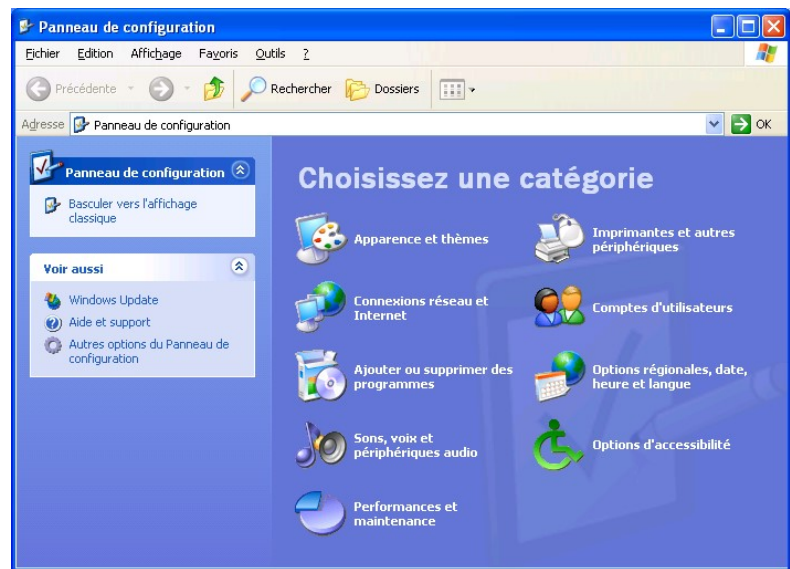 Panneau de configuration
Fichier Edition Affichage Favoris Outils ?
Précédente Rechercher Dossiers
Adresse Panneau de configuration OK
Panneau de configuration
Basculer vers l'affichage
classique
Voir aussi
Windows Update
Aide et support
Autres options du Panneau de
configuration
Choisissez une catégorie
Apparence et thèmes
Imprimantes et autres
périphériques
Connexions réseau et
Internet
Comptes d'utilisateurs
Ajouter ou supprimer des
programmes
Options régionales, date,
heure et langue
Sons, voix et
périphériques audio
Options d'accessibilité
Performances et
maintenance